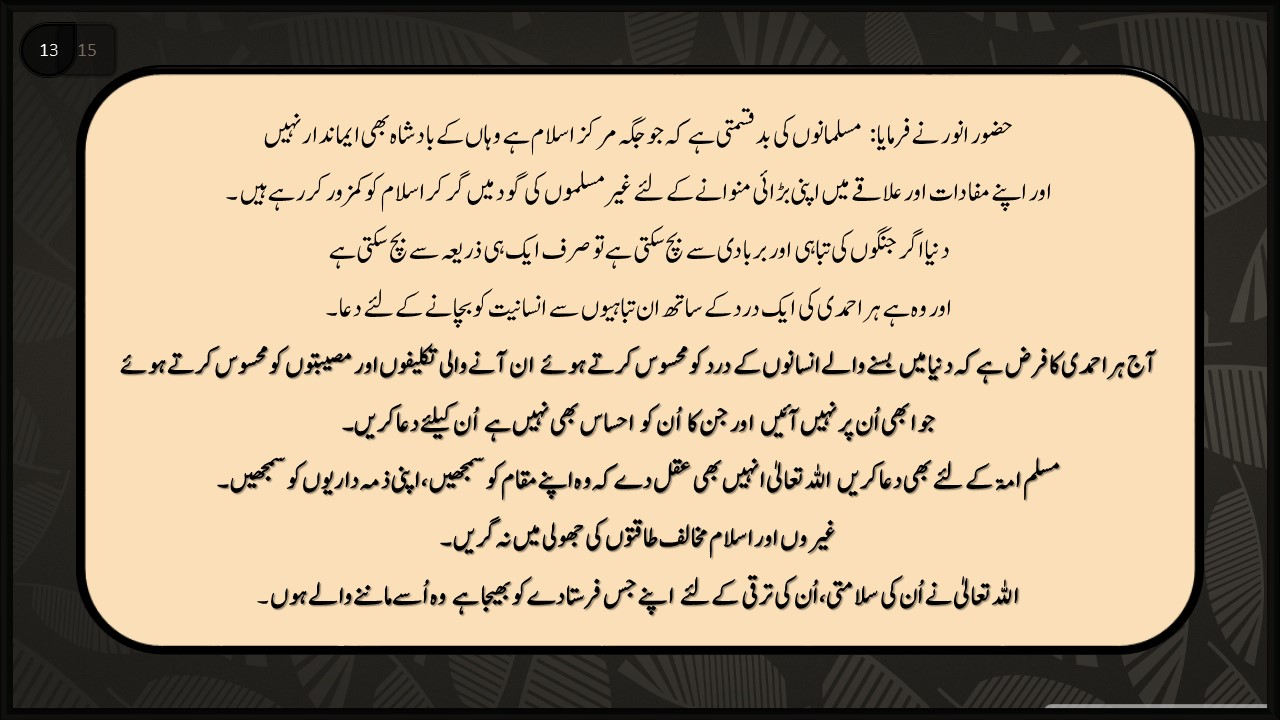 13 15
حضور انور نے فرمایا: مسلمانوں کی بد قسمتی ہے کہ جو جگہ مرکز اسلام ہے وہاں کے بادشاہ بھی ایماندار نہیں
اور اپنے مفادات اور علاقے میں اپنی بڑائی منوانے کے لئے غیر مسلموں کی گود میں گر کر اسلام کو کمزور کر رہے ہیں۔
دنیا اگر جنگوں کی تباہی اور بربادی سے بچ سکتی ہے تو صرف ایک ہی ذریعہ سے بچ سکتی ہے
اور وہ ہے ہر احمدی کی ایک درد کے ساتھ ان تباہیوں سے انسانیت کو بچانے کے لئے دعا۔
آج ہر احمدی کا فرض ہے کہ دنیا میں بسنے والے انسانوں کے درد کو محسوس کرتے ہوئے ان آنے والی تکلیفوں اور مصیبتوں کو محسوس کرتے ہوئے
جو ابھی اُن پر نہیں آئیں اور جن کا اُن کو احساس بھی نہیں ہے اُن کیلئے دعا کریں۔
مسلم امۃ کے لئے بھی دعا کریں اللہ تعالیٰ انہیں بھی عقل دے کہ وہ اپنے مقام کو سمجھیں، اپنی ذمہ داریوں کو سمجھیں۔
غیروں اور اسلام مخالف طاقتوں کی جھولی میں نہ گریں۔
اللہ تعالیٰ نے اُن کی سلامتی، اُن کی ترقی کے لئے اپنے جس فرستادے کو بھیجا ہے وہ اُسے ماننے والے ہوں۔